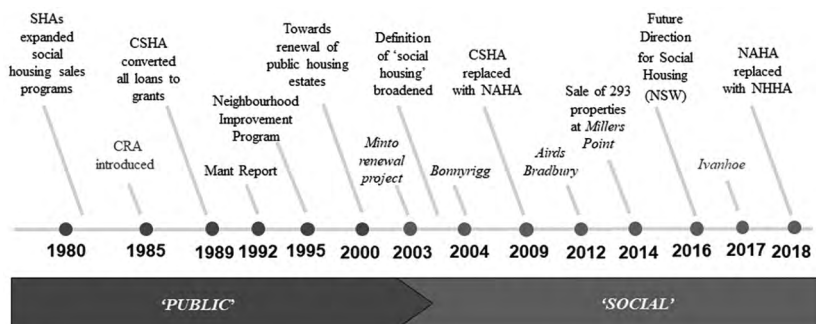 SHAs
expanded
social
housing sales
programs
CRA
introduced
CSHA
converted
all loans to
grants
Mant Report
Neighbourhood
Improvement
Program
Towards
renewal of
public housing
estates
Minto
renewal
project
Definition
of ‘social
housing’
broadened
Bonnyrigg
CSHA
replaced
with NAHA
Airds
Bradbury
Sale of 293
properties
at Millers
Point
Future
Direction
for Social
Housing
(NSW)
Ivanhoe
NAHA
replaced
with NHHA
1980 1985 1989 1992 1995 2000 2003 2004 2009 2012 2014 2016 2017 2018
‘PUBLIC’ ‘SOCIAL’